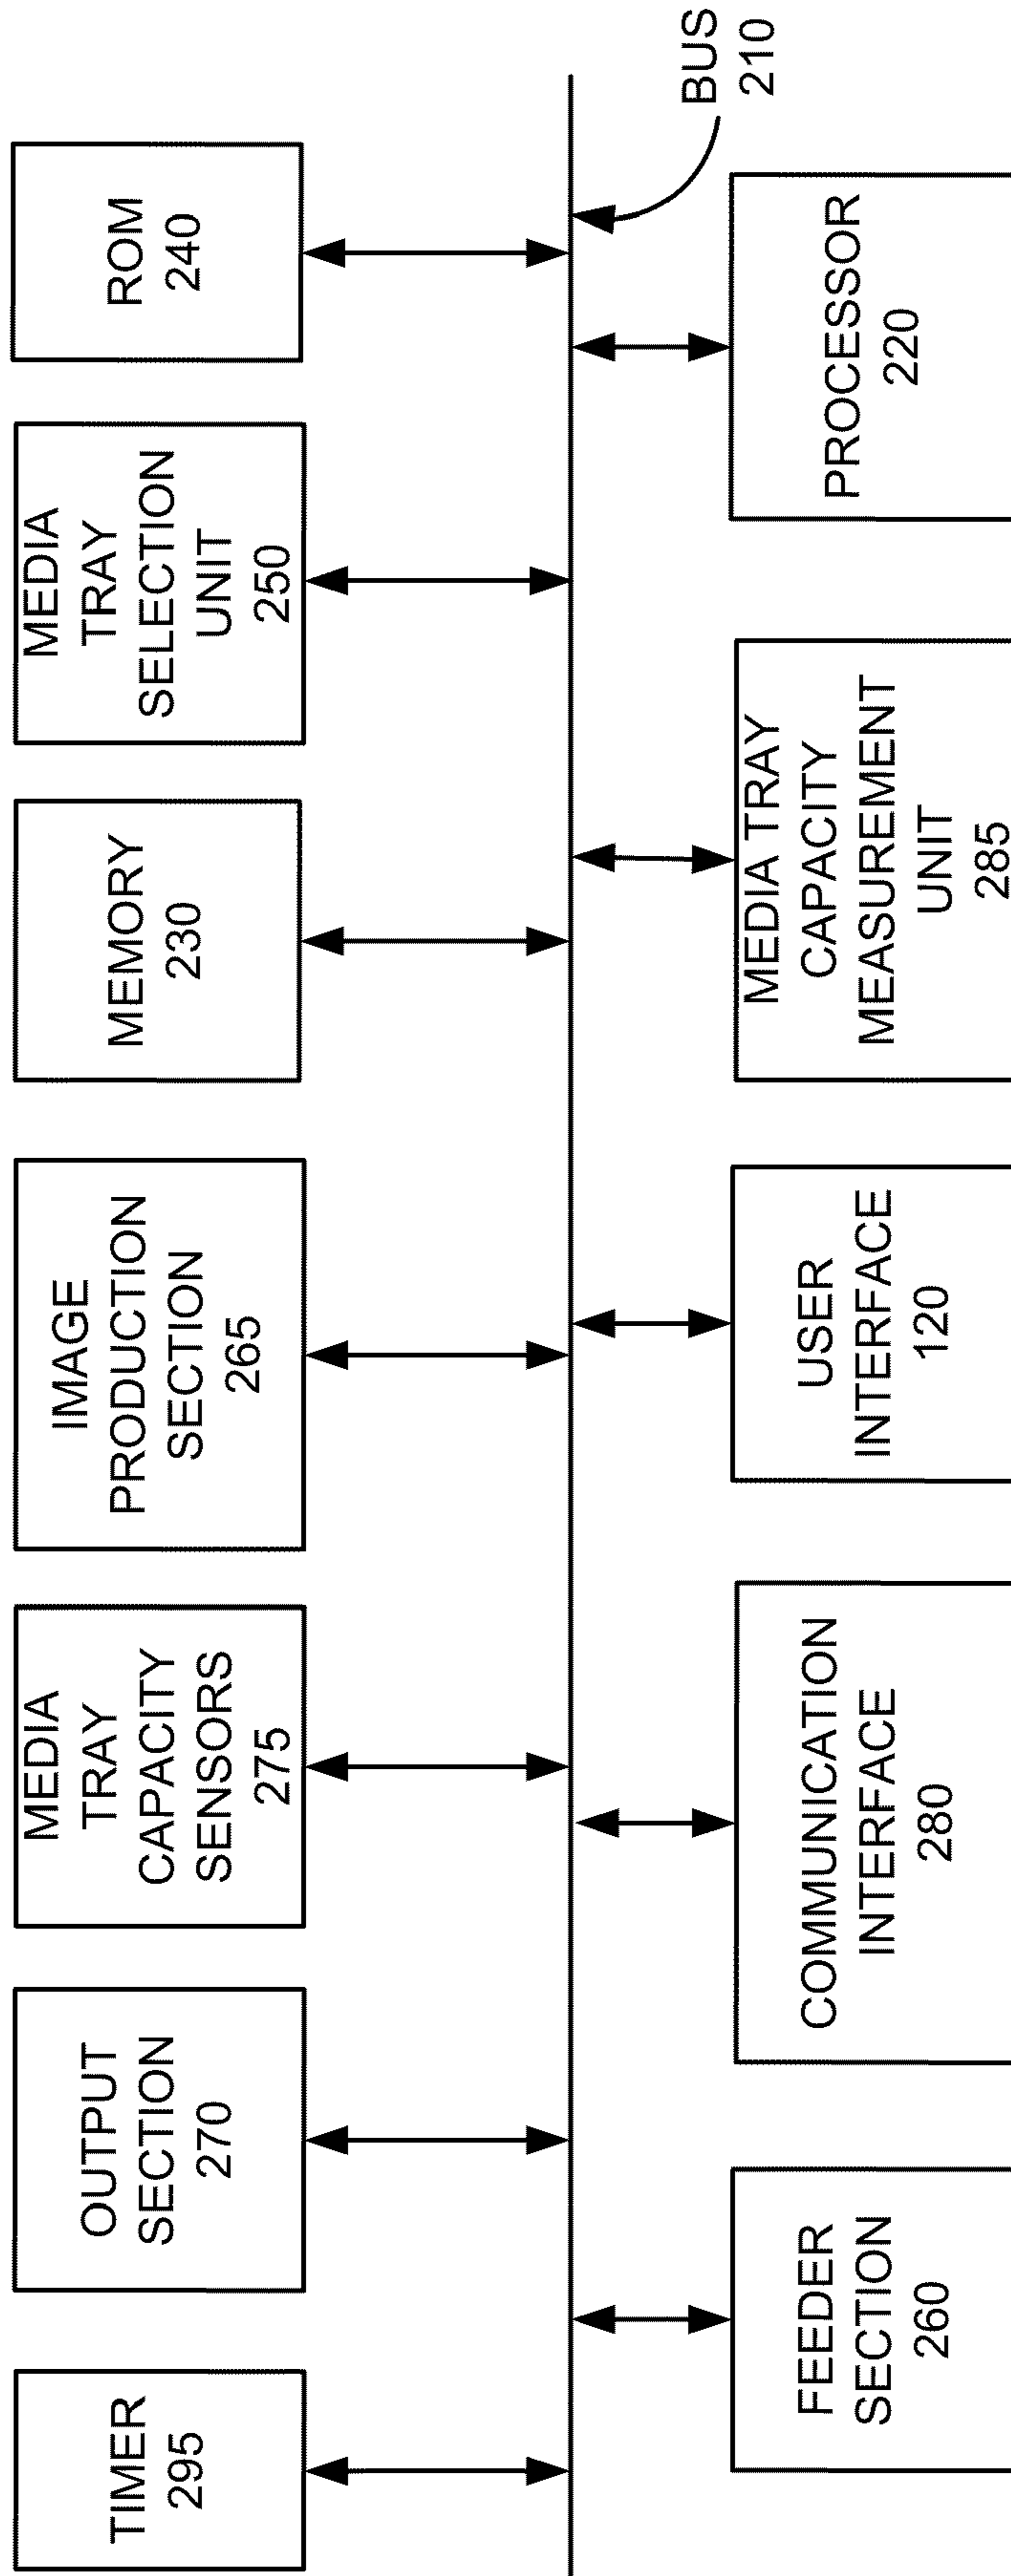 TIMER
295
OUTPUT
SECTION
270
MEDIA
TRAY
CAPACITY
SENSORS
275
IMAGE
PRODUCTION
SECTION
265
MEMORY
230
MEDIA
TRAY
SELECTION
UNIT
250
ROM
240
BUS
210
FEEDER
SECTION
260
COMMUNICATION
INTERFACE
280
USER
INTERFACE
120
MEDIA TRAY
CAPACITY
MEASUREMENT
UNIT
285
PROCESSOR
220